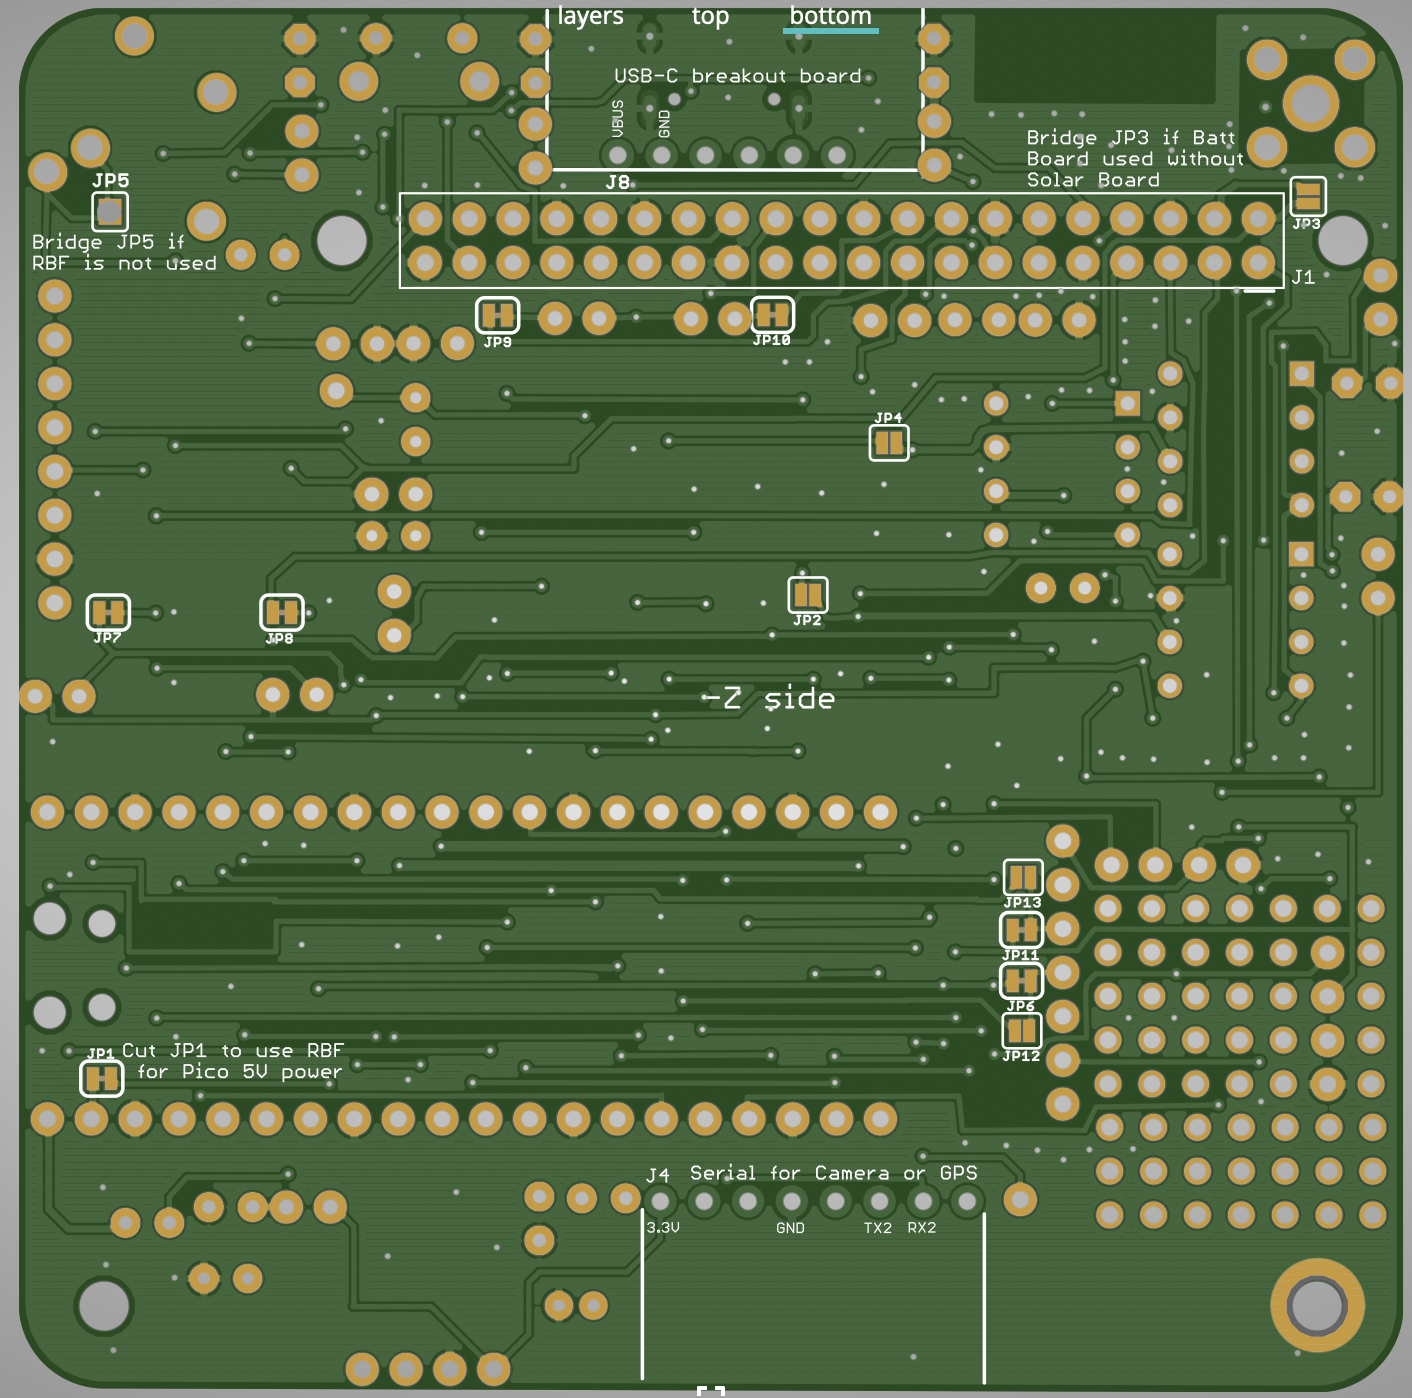 layers top bottom
USB-C breakout board
VBUS
GND
Bridge JP3 if Batt
Board used without
Solar Board
JP5
J8
JP3
Bridge JP5 if
RBF is not used
J1
JP9
JP10
JP4
JP7
JP8
JP2
-Z side
JP13
JP11
JP6
JP12
JP1
Cut JP1 to use RBF
for Pico 5V power
J4 Serial for Camera or GPS
3.3V GND TX2 RX2